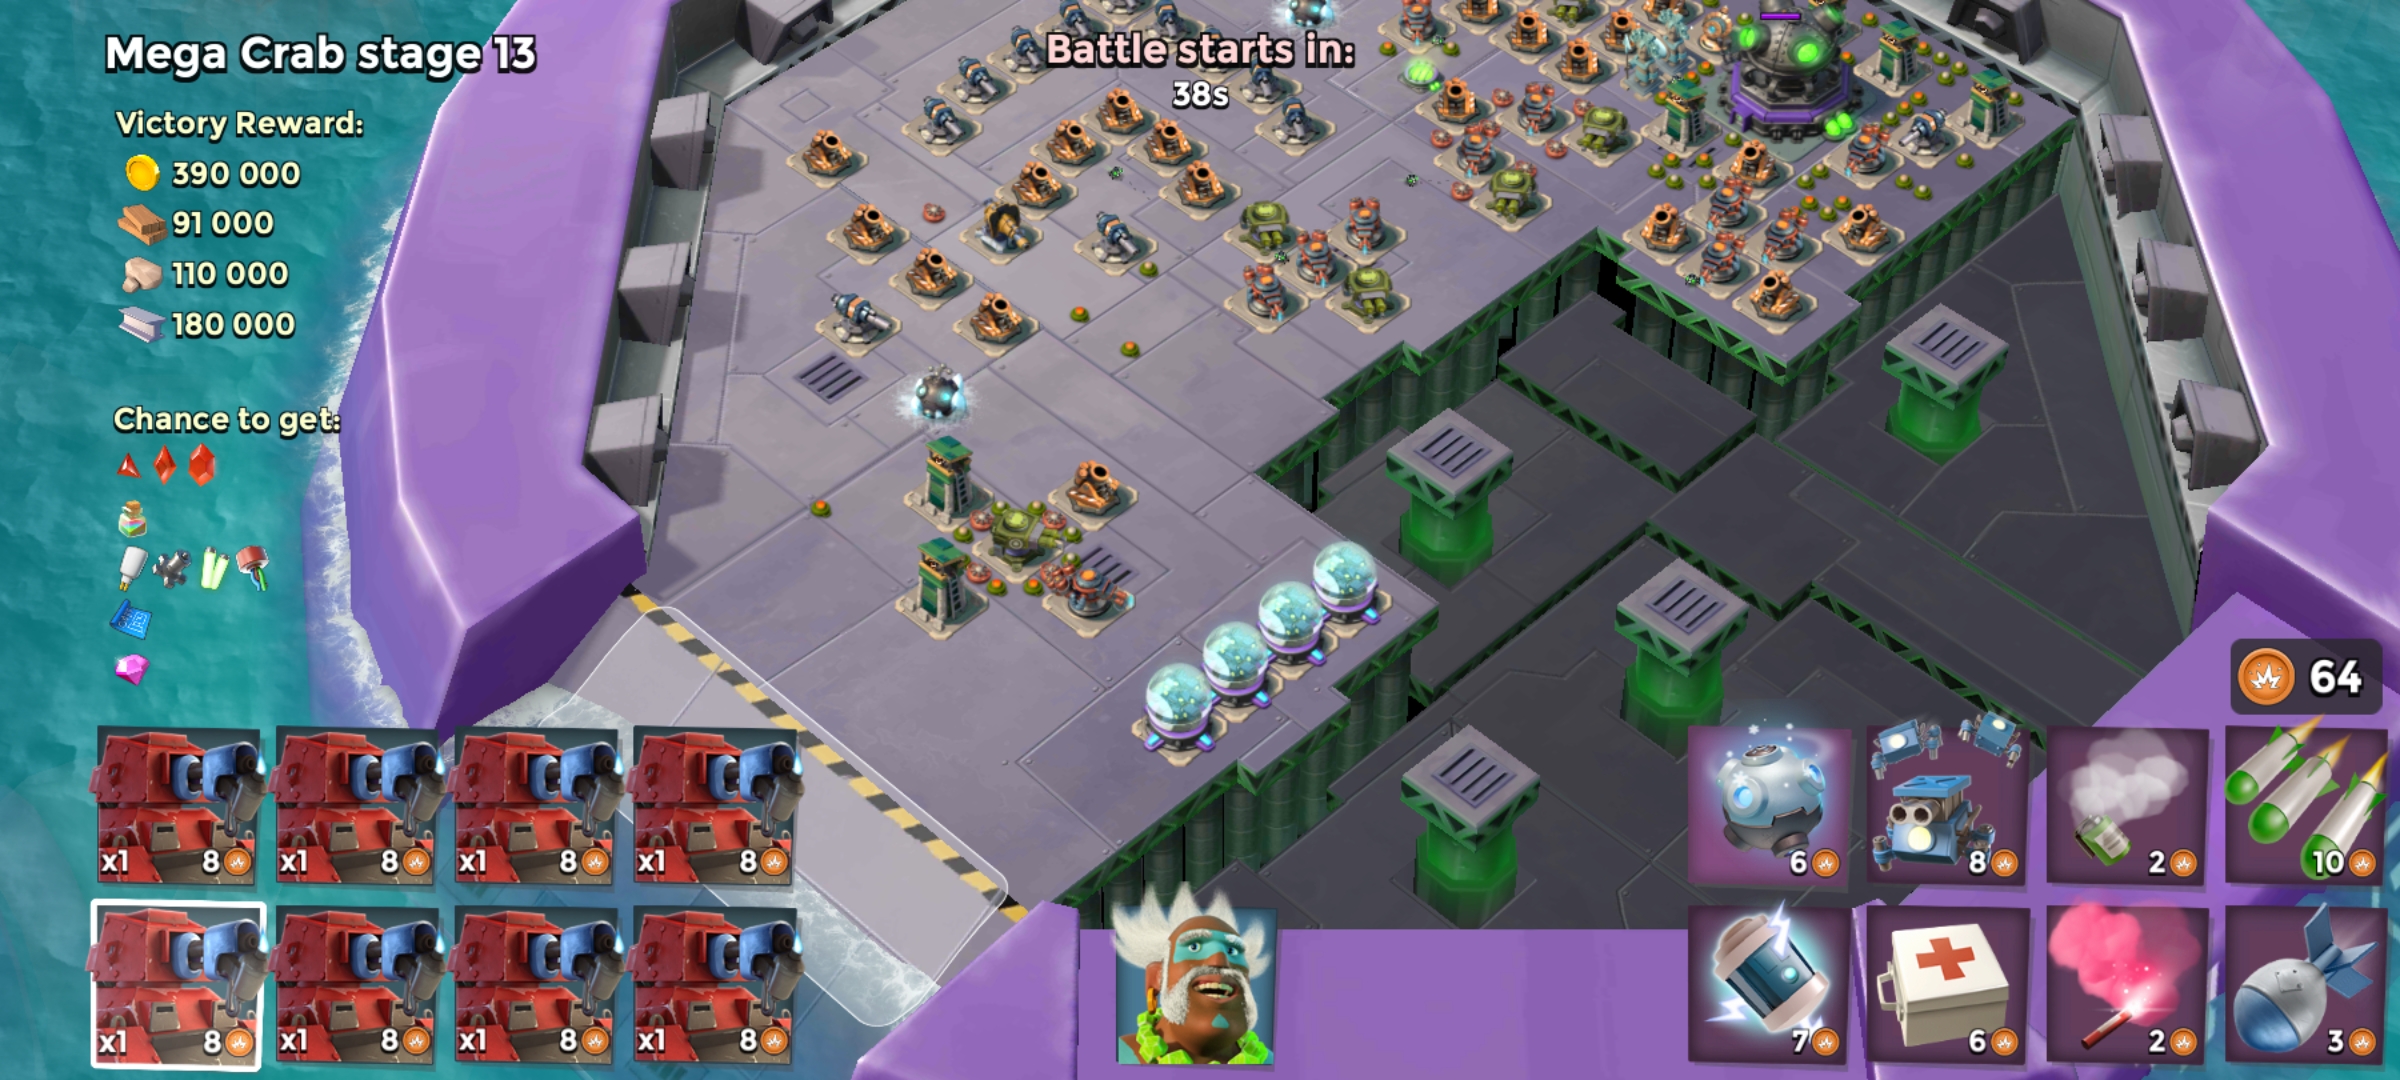 Mega Crab stage 13
Battle starts in:
38s
Victory Reward:
390 000
91 000
110 000
180 000
Chance to get:
64
x1 8
x1 8
x1 8
x1 8
6
8
2
10
x1 8
x1 8
x1 8
x1 8
7
6
2
3